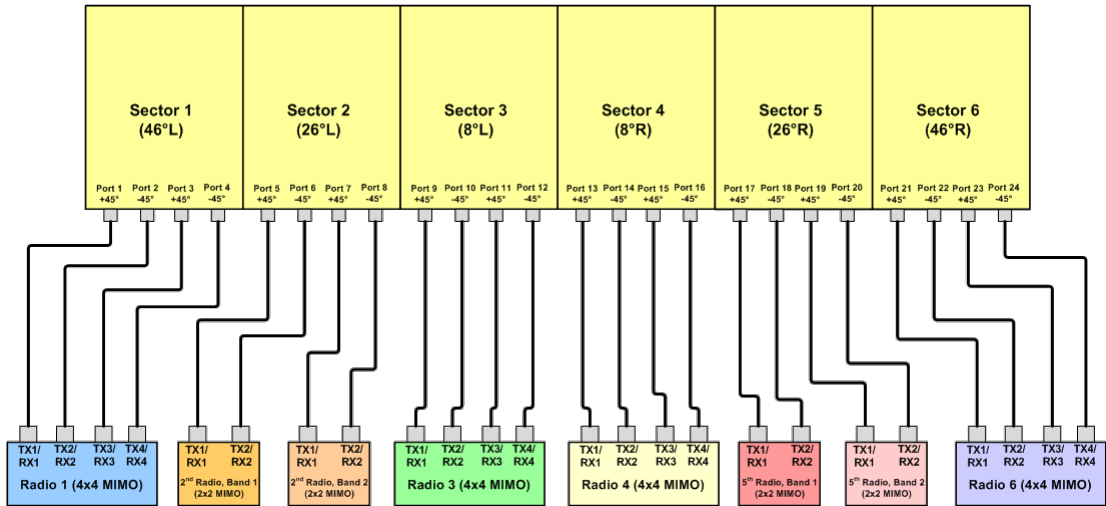 Sector 1
(46°L)
Sector 2
(26°L)
Sector 3
(8°L)
Sector 4
(8°R)
Sector 5
(26°R)
Sector 6
(46°R)
Port 1 Port 2 Port 3 Port 4 Port 5 Port 6 Port 7 Port 8 Port 9 Port 10 Port 11 Port 12 Port 13 Port 14 Port 15 Port 16 Port 17 Port 18 Port 19 Port 20 Port 21 Port 22 Port 23 Port 24
+45° -45° +45° -45° +45° -45° +45° -45° +45° -45° +45° -45° +45° -45° +45° -45° +45° -45° +45° -45° +45° -45° +45° -45°
TX1/ TX2/ TX3/ TX4/
RX1 RX2 RX3 RX4
Radio 1 (4x4 MIMO)
TX1/ TX2/
RX1 RX2
2nd Radio, Band 1
(2x2 MIMO)
TX1/ TX2/
RX1 RX2
2nd Radio, Band 2
(2x2 MIMO)
TX1/ TX2/ TX3/ TX4/
RX1 RX2 RX3 RX4
Radio 3 (4x4 MIMO)
TX1/ TX2/ TX3/ TX4/
RX1 RX2 RX3 RX4
Radio 4 (4x4 MIMO)
TX1/ TX2/
RX1 RX2
5th Radio, Band 1
(2x2 MIMO)
TX1/ TX2/
RX1 RX2
5th Radio, Band 2
(2x2 MIMO)
TX1/ TX2/ TX3/ TX4/
RX1 RX2 RX3 RX4
Radio 6 (4x4 MIMO)